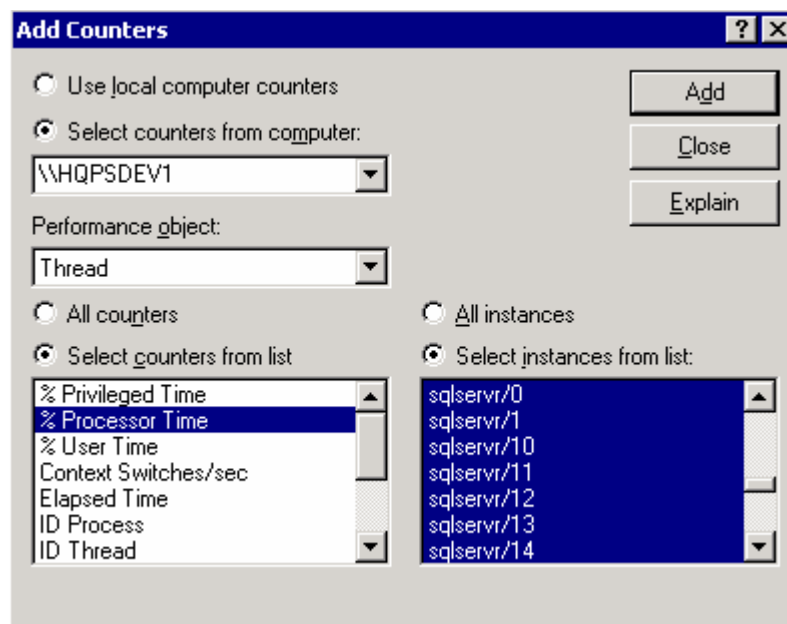 Add Counters
Use local computer counters
Select counters from computer:
\\HQPSDEV1
Performance object:
Thread
All counters
Select counters from list
% Privileged Time
% Processor Time
% User Time
Context Switches/sec
Elapsed Time
ID Process
ID Thread
Add
Close
Explain
All instances
Select instances from list:
sqlservr/0
sqlservr/1
sqlservr/10
sqlservr/11
sqlservr/12
sqlservr/13
sqlservr/14